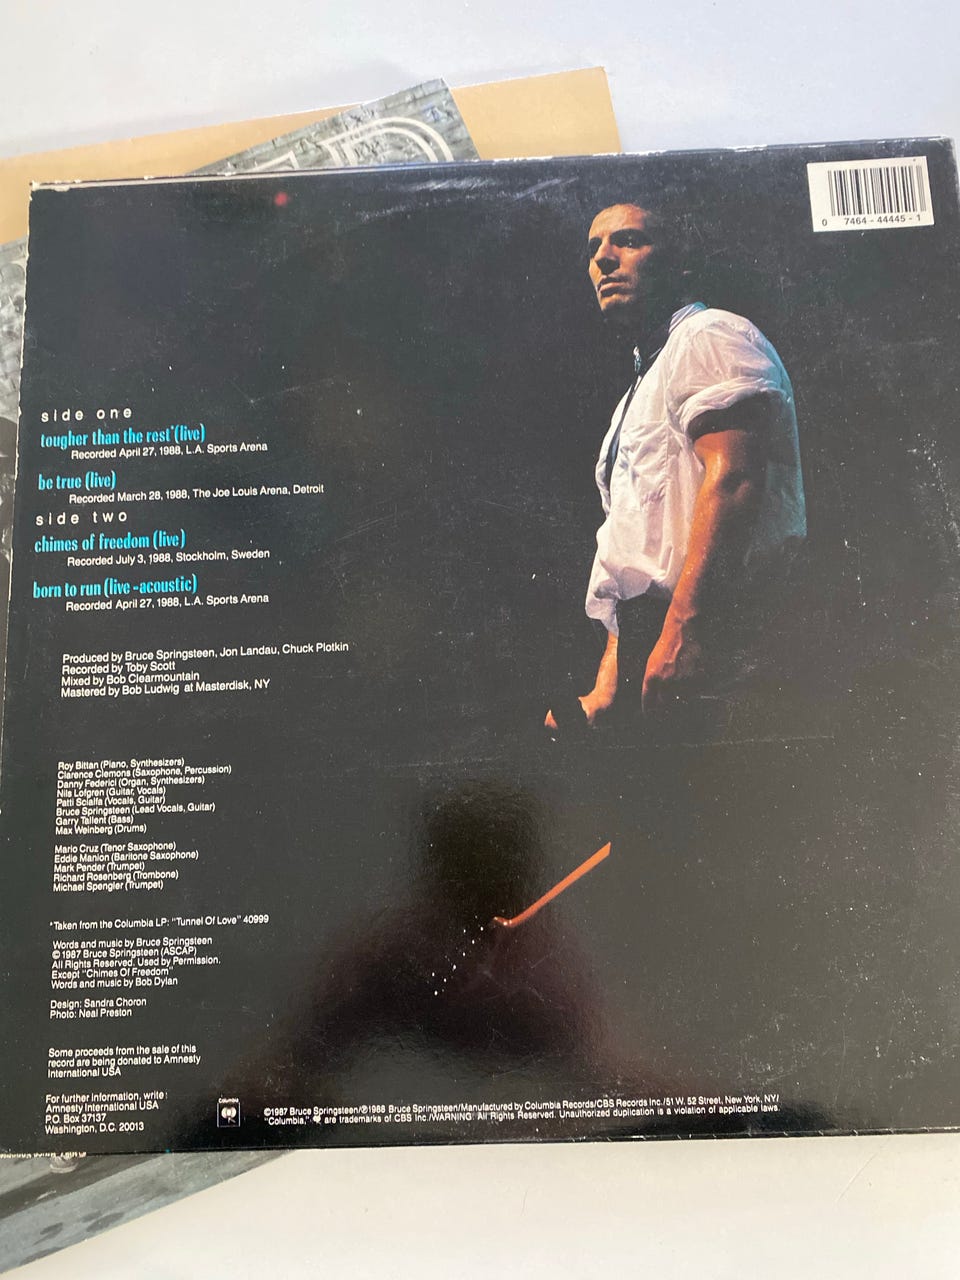 0 7464 - 44445 - 1
side one
tougher than the rest*(live)
Recorded April 27, 1988, L.A. Sports Arena
be true (live)
Recorded March 28, 1988, The Joe Louis Arena, Detroit
side two
chimes of freedom (live)
Recorded July 3, 1988, Stockholm, Sweden
born to run (live-acoustic)
Recorded April 27, 1988, L.A. Sports Arena
Produced by Bruce Springsteen, Jon Landau, Chuck Plotkin
Recorded by Toby Scott
Mixed by Bob Clearmountain
Mastered by Bob Ludwig at Masterdisk, NY
Roy Bittan (Piano, Synthesizers)
Clarence Clemons (Saxophone, Percussion)
Danny Federici (Organ, Synthesizers)
Nils Lofgren (Guitar, Vocals)
Patti Scialfa (Vocals, Guitar)
Bruce Springsteen (Lead Vocals, Guitar)
Garry Tallent (Bass)
Max Weinberg (Drums)
Mario Cruz (Tenor Saxophone)
Eddie Manion (Baritone Saxophone)
Mark Pender (Trumpet)
Richard Rosenberg (Trombone)
Michael Spengler (Trumpet)
*Taken from the Columbia LP: "Tunnel Of Love" 40999
Words and music by Bruce Springsteen
©1987 Bruce Springsteen (ASCAP)
All Rights Reserved. Used by Permission.
Except "Chimes Of Freedom"
Words and music by Bob Dylan
Design: Sandra Choron
Photo: Neal Preston
Some proceeds from the sale of this
record are being donated to Amnesty
International USA
For further information, write:
Amnesty International USA
P.O. Box 37137
Washington, D.C. 20013
Columbia
©1987 Bruce Springsteen/℗1988 Bruce Springsteen/Manufactured by Columbia Records/CBS Records Inc./51 W. 52 Street, New York, NY/
"Columbia," are trademarks of CBS Inc./WARNING: All Rights Reserved. Unauthorized duplication is a violation of applicable laws.